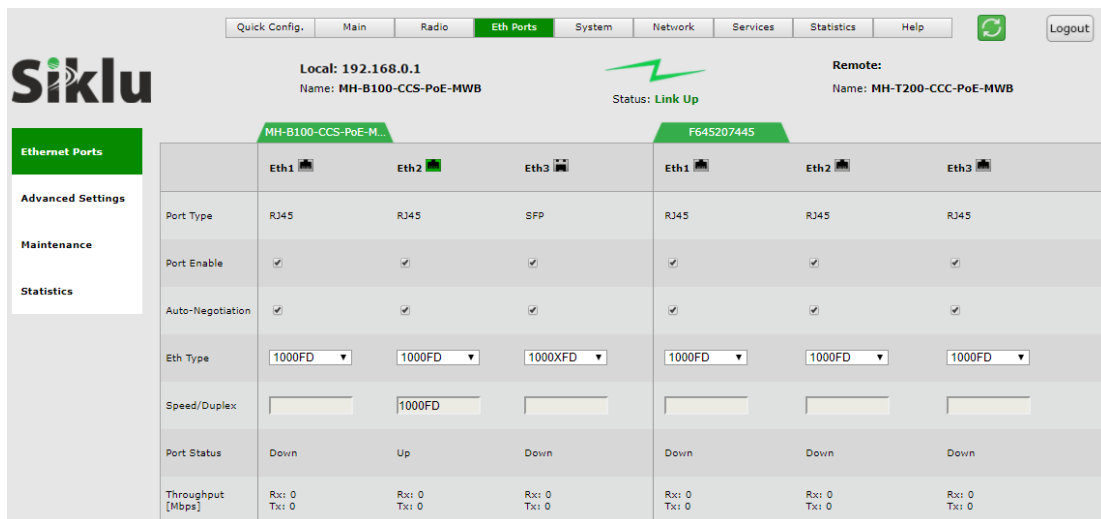 Quick Config. Main Radio Eth Ports System Network Services Statistics Help Logout
Siklu
Local: 192.168.0.1
Name: MH-B100-CCS-PoE-MWB
Status: Link Up
Remote:
Name: MH-T200-CCC-PoE-MWB
Ethernet Ports
Advanced Settings
Maintenance
Statistics
MH-B100-CCS-PoE-M... F645207445
Eth1 Eth2 Eth3 Eth1 Eth2 Eth3
Port Type RJ45 RJ45 SFP RJ45 RJ45 RJ45
Port Enable
Auto-Negotiation
Eth Type 1000FD 1000FD 1000XFD 1000FD 1000FD 1000FD
Speed/Duplex 1000FD
Port Status Down Up Down Down Down Down
Throughput Rx: 0 Rx: 0 Rx: 0 Rx: 0 Rx: 0 Rx: 0
[Mbps] Tx: 0 Tx: 0 Tx: 0 Tx: 0 Tx: 0 Tx: 0